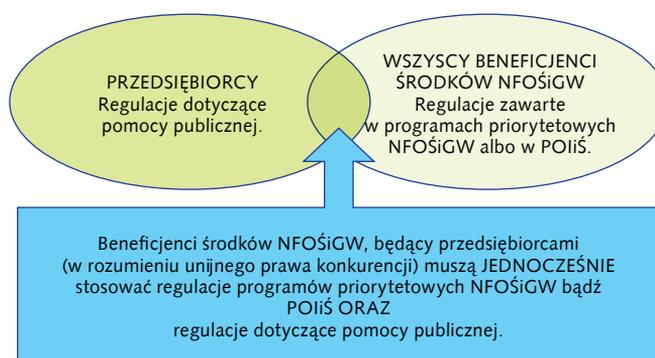 PRZEDSIĘBIORCY
Regulacje dotyczące
pomocy publicznej.
WSZYSCY BENEFICJENCI
ŚRODKÓW NFOŚiGW
Regulacje zawarte
w programach priorytetowych
NFOŚiGW albo w POIiŚ.
Beneficjenci środków NFOŚiGW, będący przedsiębiorcami
(w rozumieniu unijnego prawa konkurencji) muszą JEDNOCZEŚNIE
stosować regulacje programów priorytetowych NFOŚiGW bądź
POIiŚ ORAZ
regulacje dotyczące pomocy publicznej.